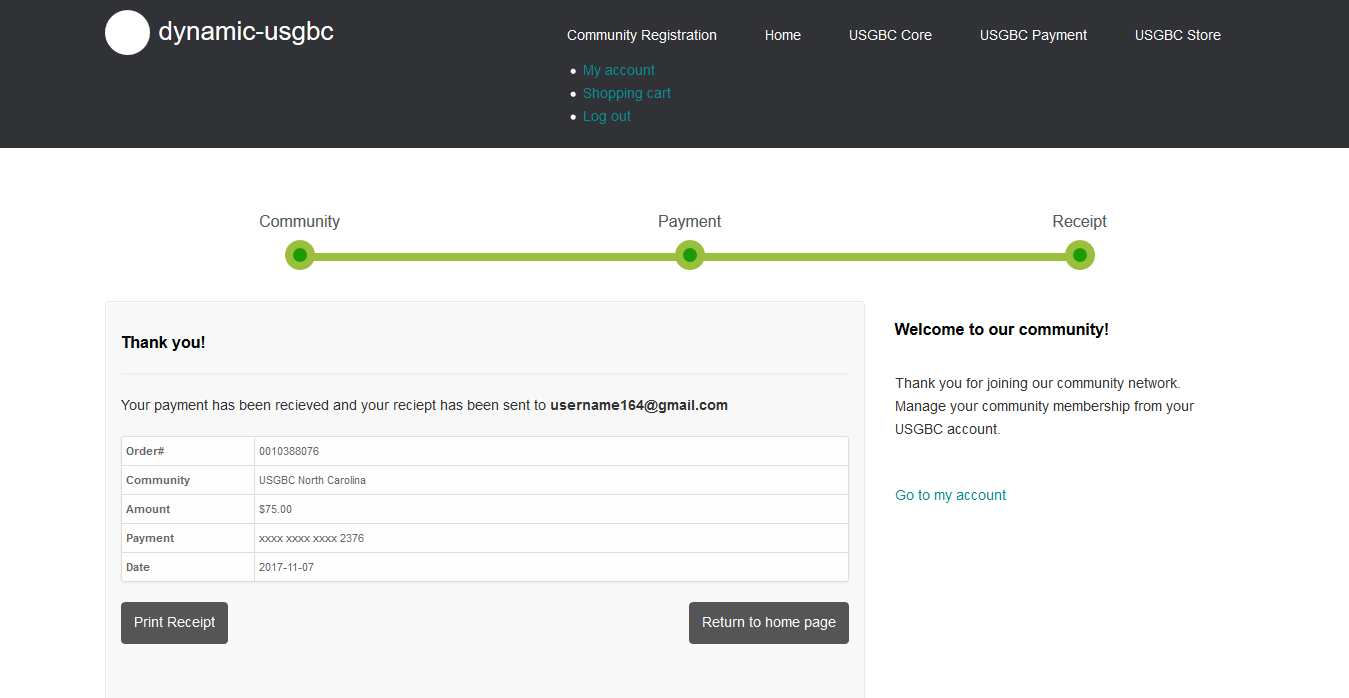 dynamic-usgbc
Community Registration Home USGBC Core USGBC Payment USGBC Store
My account
Shopping cart
Log out
Community Payment Receipt
Thank you!
Your payment has been recieved and your reciept has been sent to username164@gmail.com
Order# 0010388076
Community USGBC North Carolina
Amount $75.00
Payment xxxx xxxx xxxx 2376
Date 2017-11-07
Print Receipt Return to home page
Welcome to our community!
Thank you for joining our community network.
Manage your community membership from your
USGBC account.
Go to my account